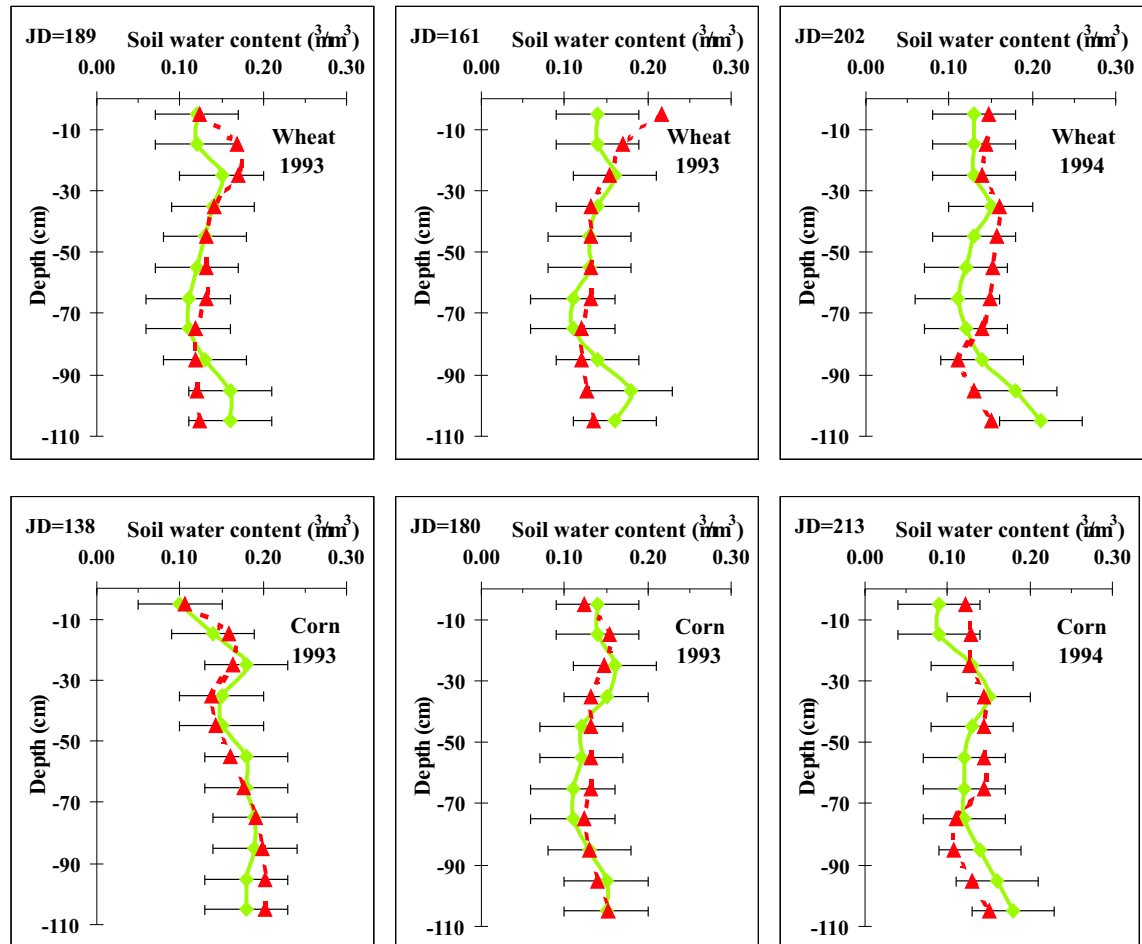 JD=189 Soil water content (m³/m³)
0.00 0.10 0.20 0.30
-10
-30
-50
-70
-90
-110
Depth (cm)
Wheat
1993
JD=161 Soil water content (m³/m³)
0.00 0.10 0.20 0.30
-10
-30
-50
-70
-90
-110
Depth (cm)
Wheat
1993
JD=202 Soil water content (m³/m³)
0.00 0.10 0.20 0.30
-10
-30
-50
-70
-90
-110
Depth (cm)
Wheat
1994
JD=138 Soil water content (m³/m³)
0.00 0.10 0.20 0.30
-10
-30
-50
-70
-90
-110
Depth (cm)
Corn
1993
JD=180 Soil water content (m³/m³)
0.00 0.10 0.20 0.30
-10
-30
-50
-70
-90
-110
Depth (cm)
Corn
1993
JD=213 Soil water content (m³/m³)
0.00 0.10 0.20 0.30
-10
-30
-50
-70
-90
-110
Depth (cm)
Corn
1994